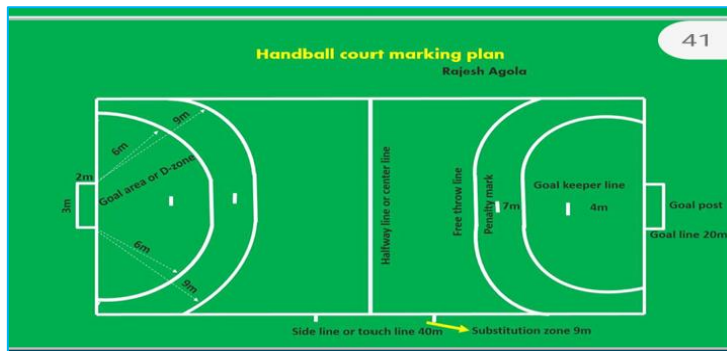 41
Handball court marking plan
Rajesh Agola
9m
6m
2m
Goal area or D-zone
3m
6m
9m
Halfway line or center line
Free throw line
Penalty mark
7m
Goal keeper line
4m
Goal post
Goal line 20m
Side line or touch line 40m
Substitution zone 9m